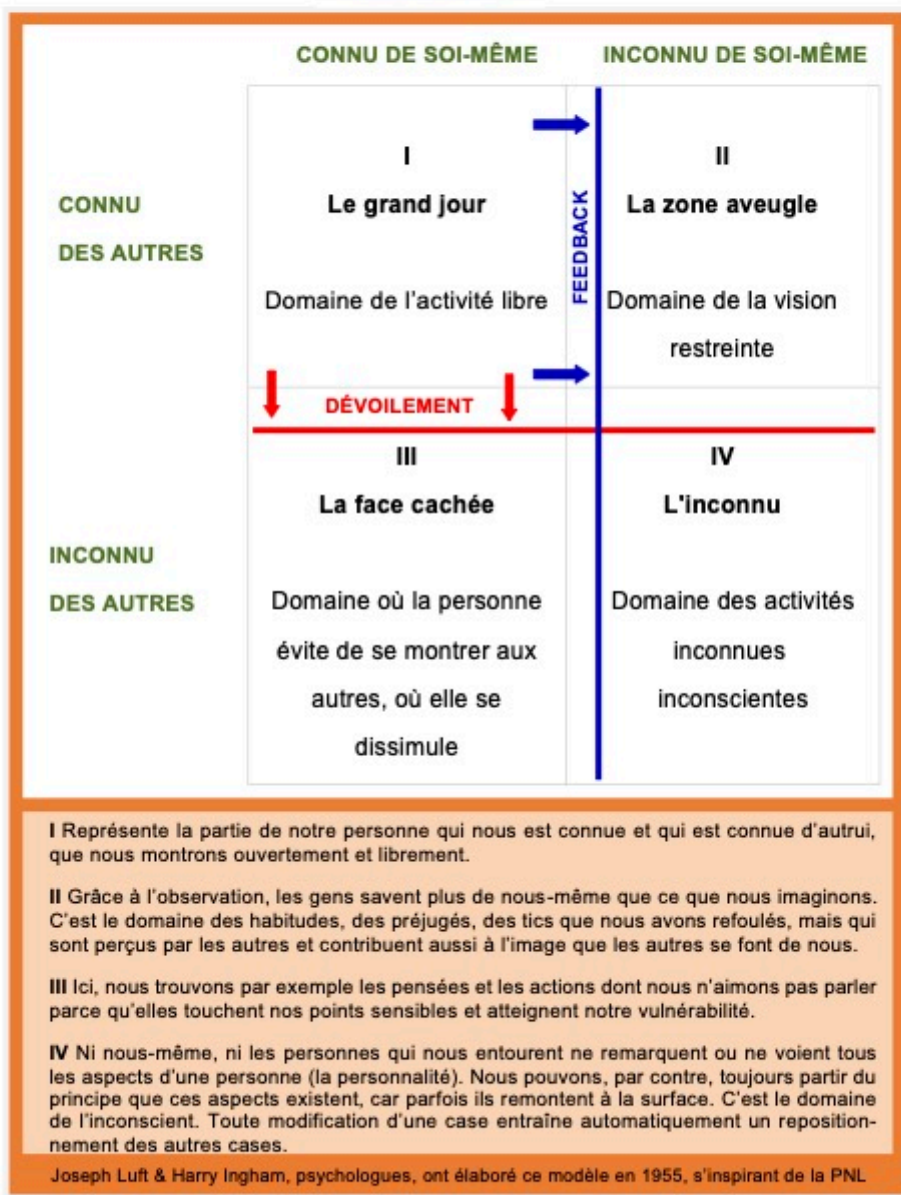 CONNU DE SOI-MÊME
INCONNU DE SOI-MÊME
CONNU
DES AUTRES
I
Le grand jour
Domaine de l'activité libre
FEEDBACK
II
La zone aveugle
Domaine de la vision
restreinte
DÉVOILEMENT
INCONNU
DES AUTRES
III
La face cachée
Domaine où la personne
évite de se montrer aux
autres, où elle se
dissimule
IV
L'inconnu
Domaine des activités
inconnues
inconscientes
I Représente la partie de notre personne qui nous est connue et qui est connue d'autrui,
que nous montrons ouvertement et librement.
II Grâce à l'observation, les gens savent plus de nous-même que ce que nous imaginons.
C'est le domaine des habitudes, des préjugés, des tics que nous avons refoulés, mais qui
sont perçus par les autres et contribuent aussi à l'image que les autres se font de nous.
III Ici, nous trouvons par exemple les pensées et les actions dont nous n'aimons pas parler
parce qu'elles touchent nos points sensibles et atteignent notre vulnérabilité.
IV Ni nous-même, ni les personnes qui nous entourent ne remarquent ou ne voient tous
les aspects d'une personne (la personnalité). Nous pouvons, par contre, toujours partir du
principe que ces aspects existent, car parfois ils remontent à la surface. C'est le domaine
de l'inconscient. Toute modification d'une case entraîne automatiquement un reposition-
nement des autres cases.
Joseph Luft & Harry Ingham, psychologues, ont élaboré ce modèle en 1955, s'inspirant de la PNL